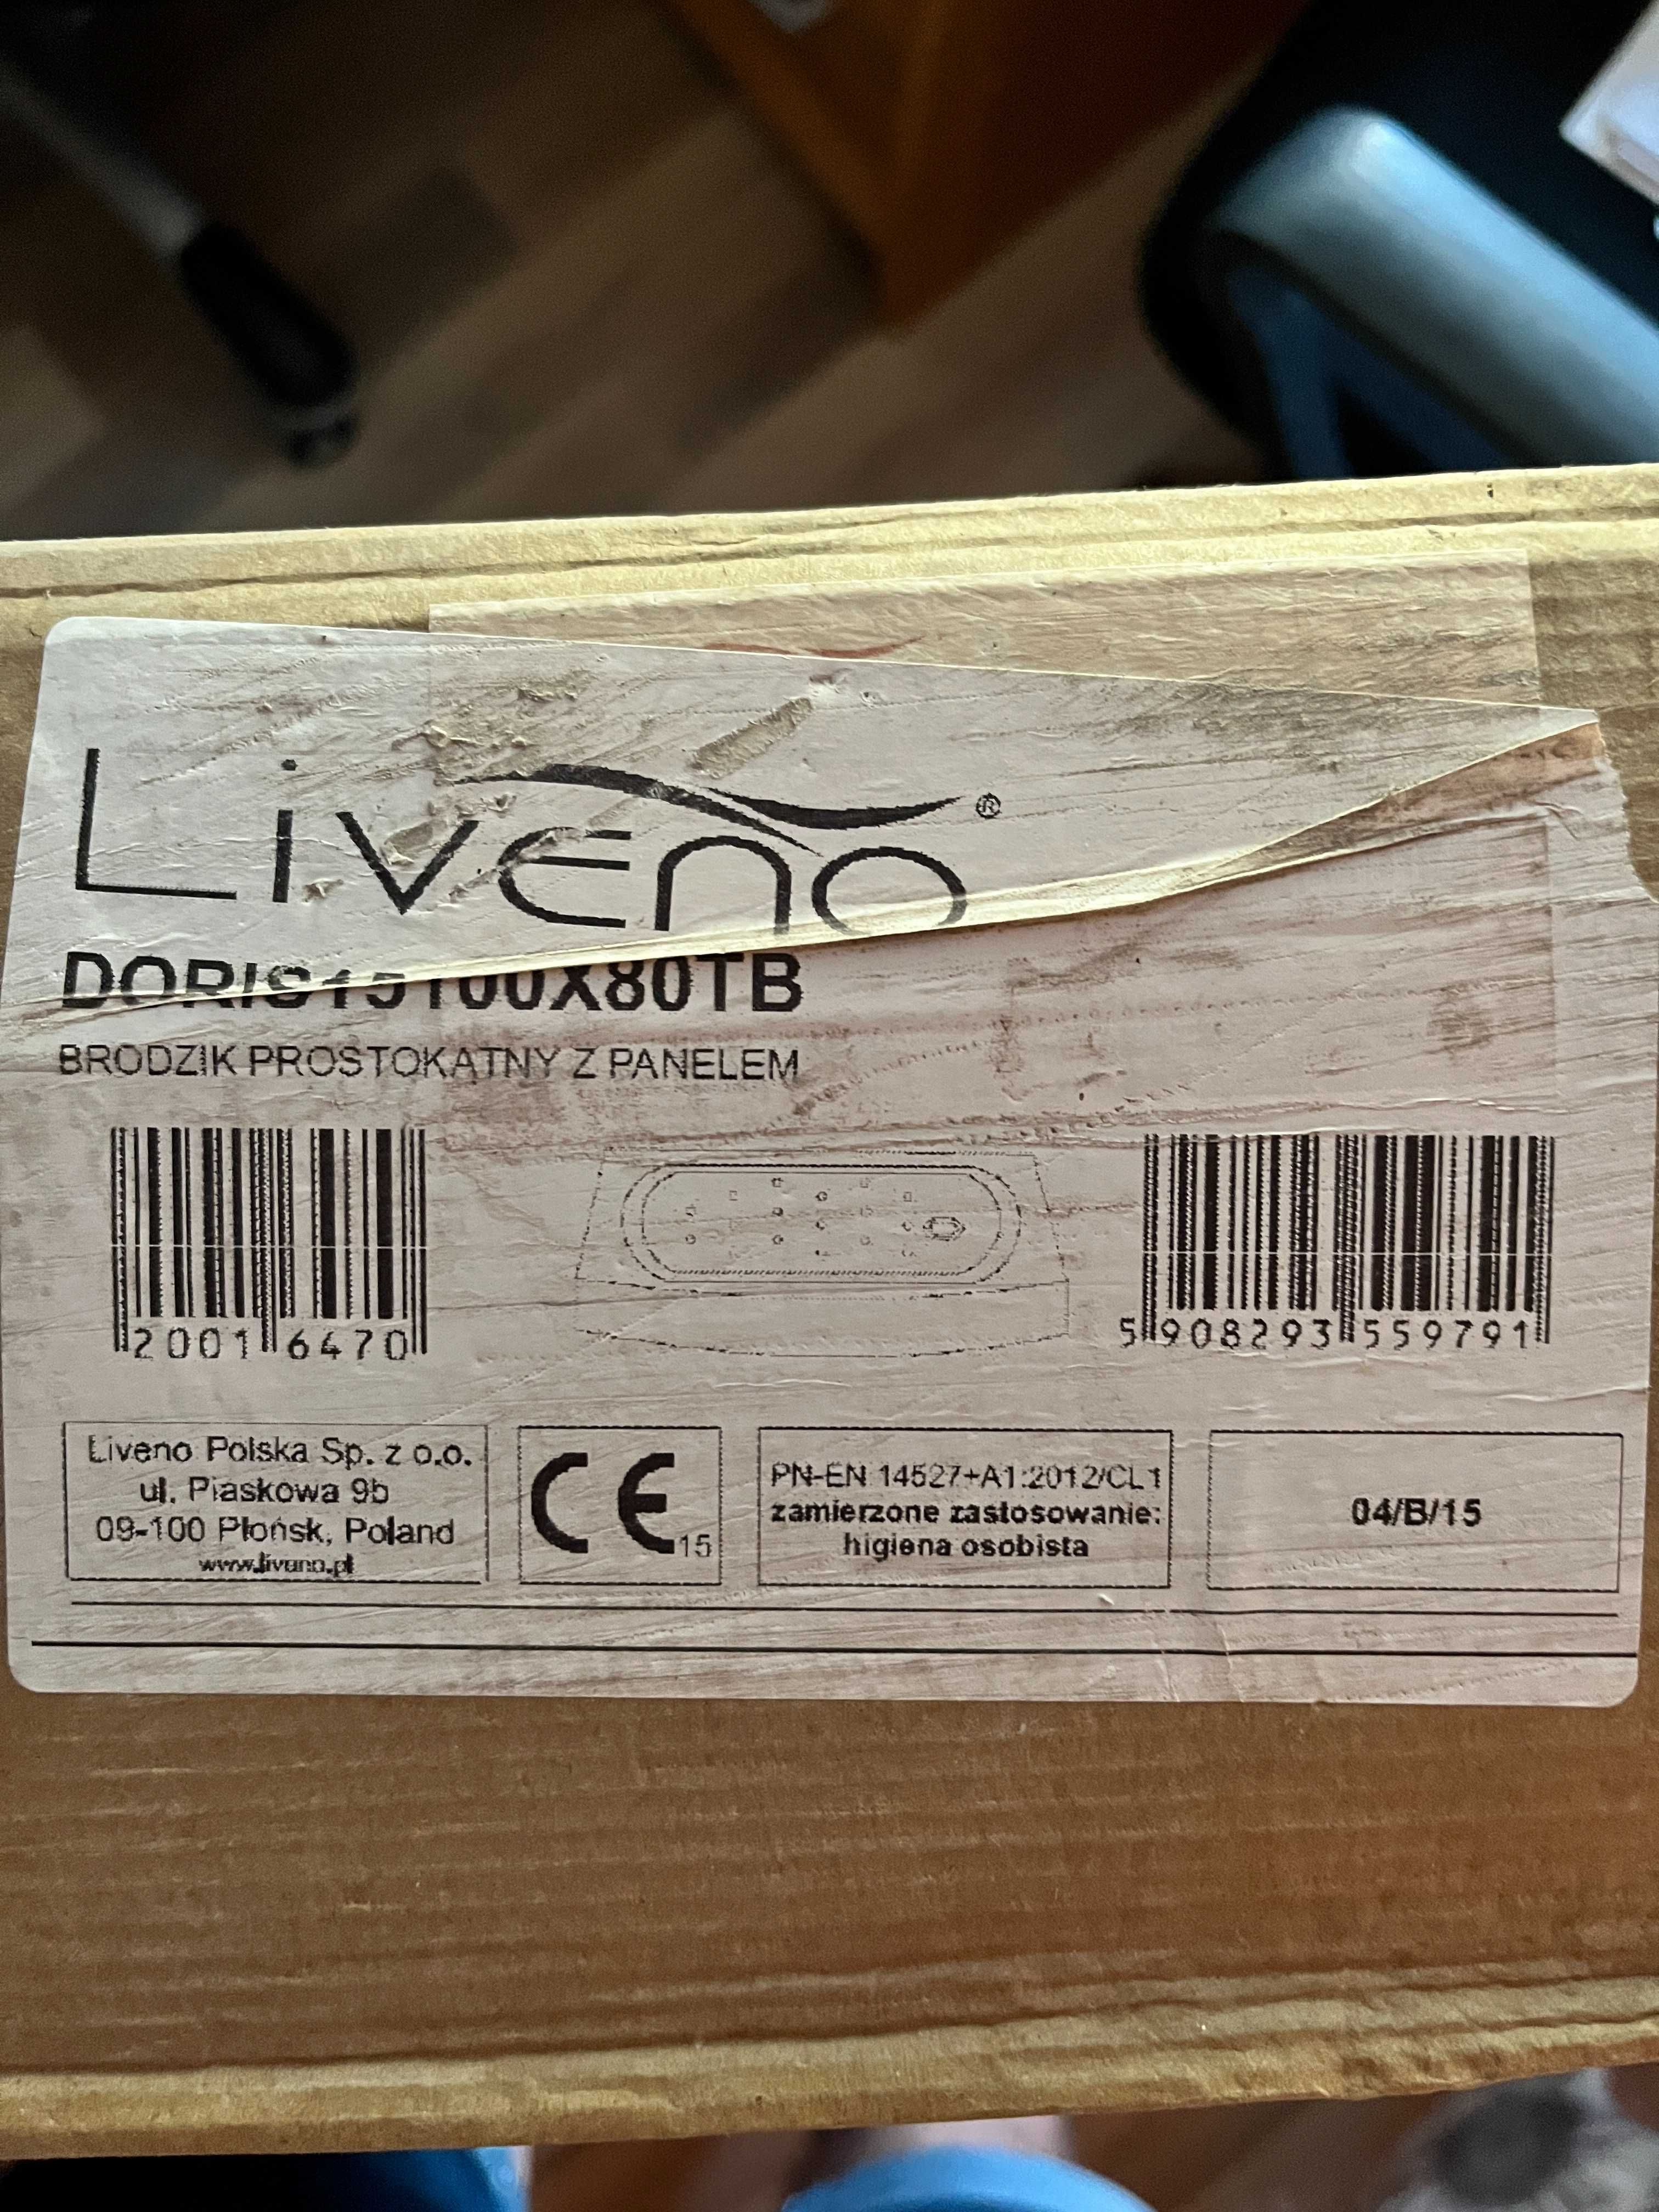 Liveno®
DORIS15100X80TB
BRODZIK PROSTOKĄTNY Z PANELEM
2001 6470
5 908293 559791
Liveno Polska Sp. z o.o.
ul. Piaskowa 9b
09-100 Płońsk, Poland
www.liveno.pl
CE 15
PN-EN 14527+A1:2012/CL1
zamierzone zastosowanie:
higiena osobista
04/B/15